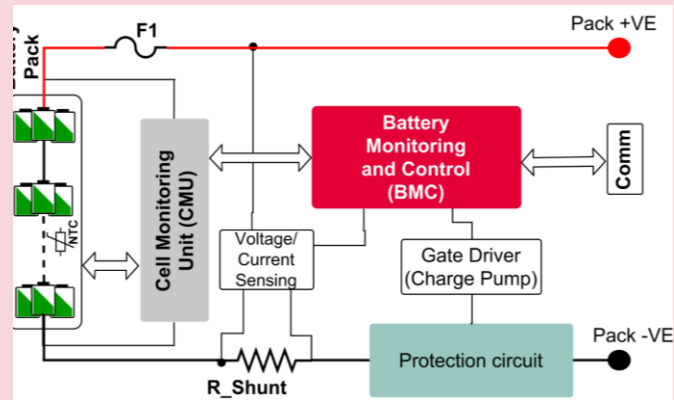 F1
Pack +VE
Pack
Battery
Monitoring
and Control
(BMC)
Comm
Cell Monitoring
Unit (CMU)
NTC
Voltage/
Current
Sensing
Gate Driver
(Charge Pump)
Pack -VE
Protection circuit
R_Shunt